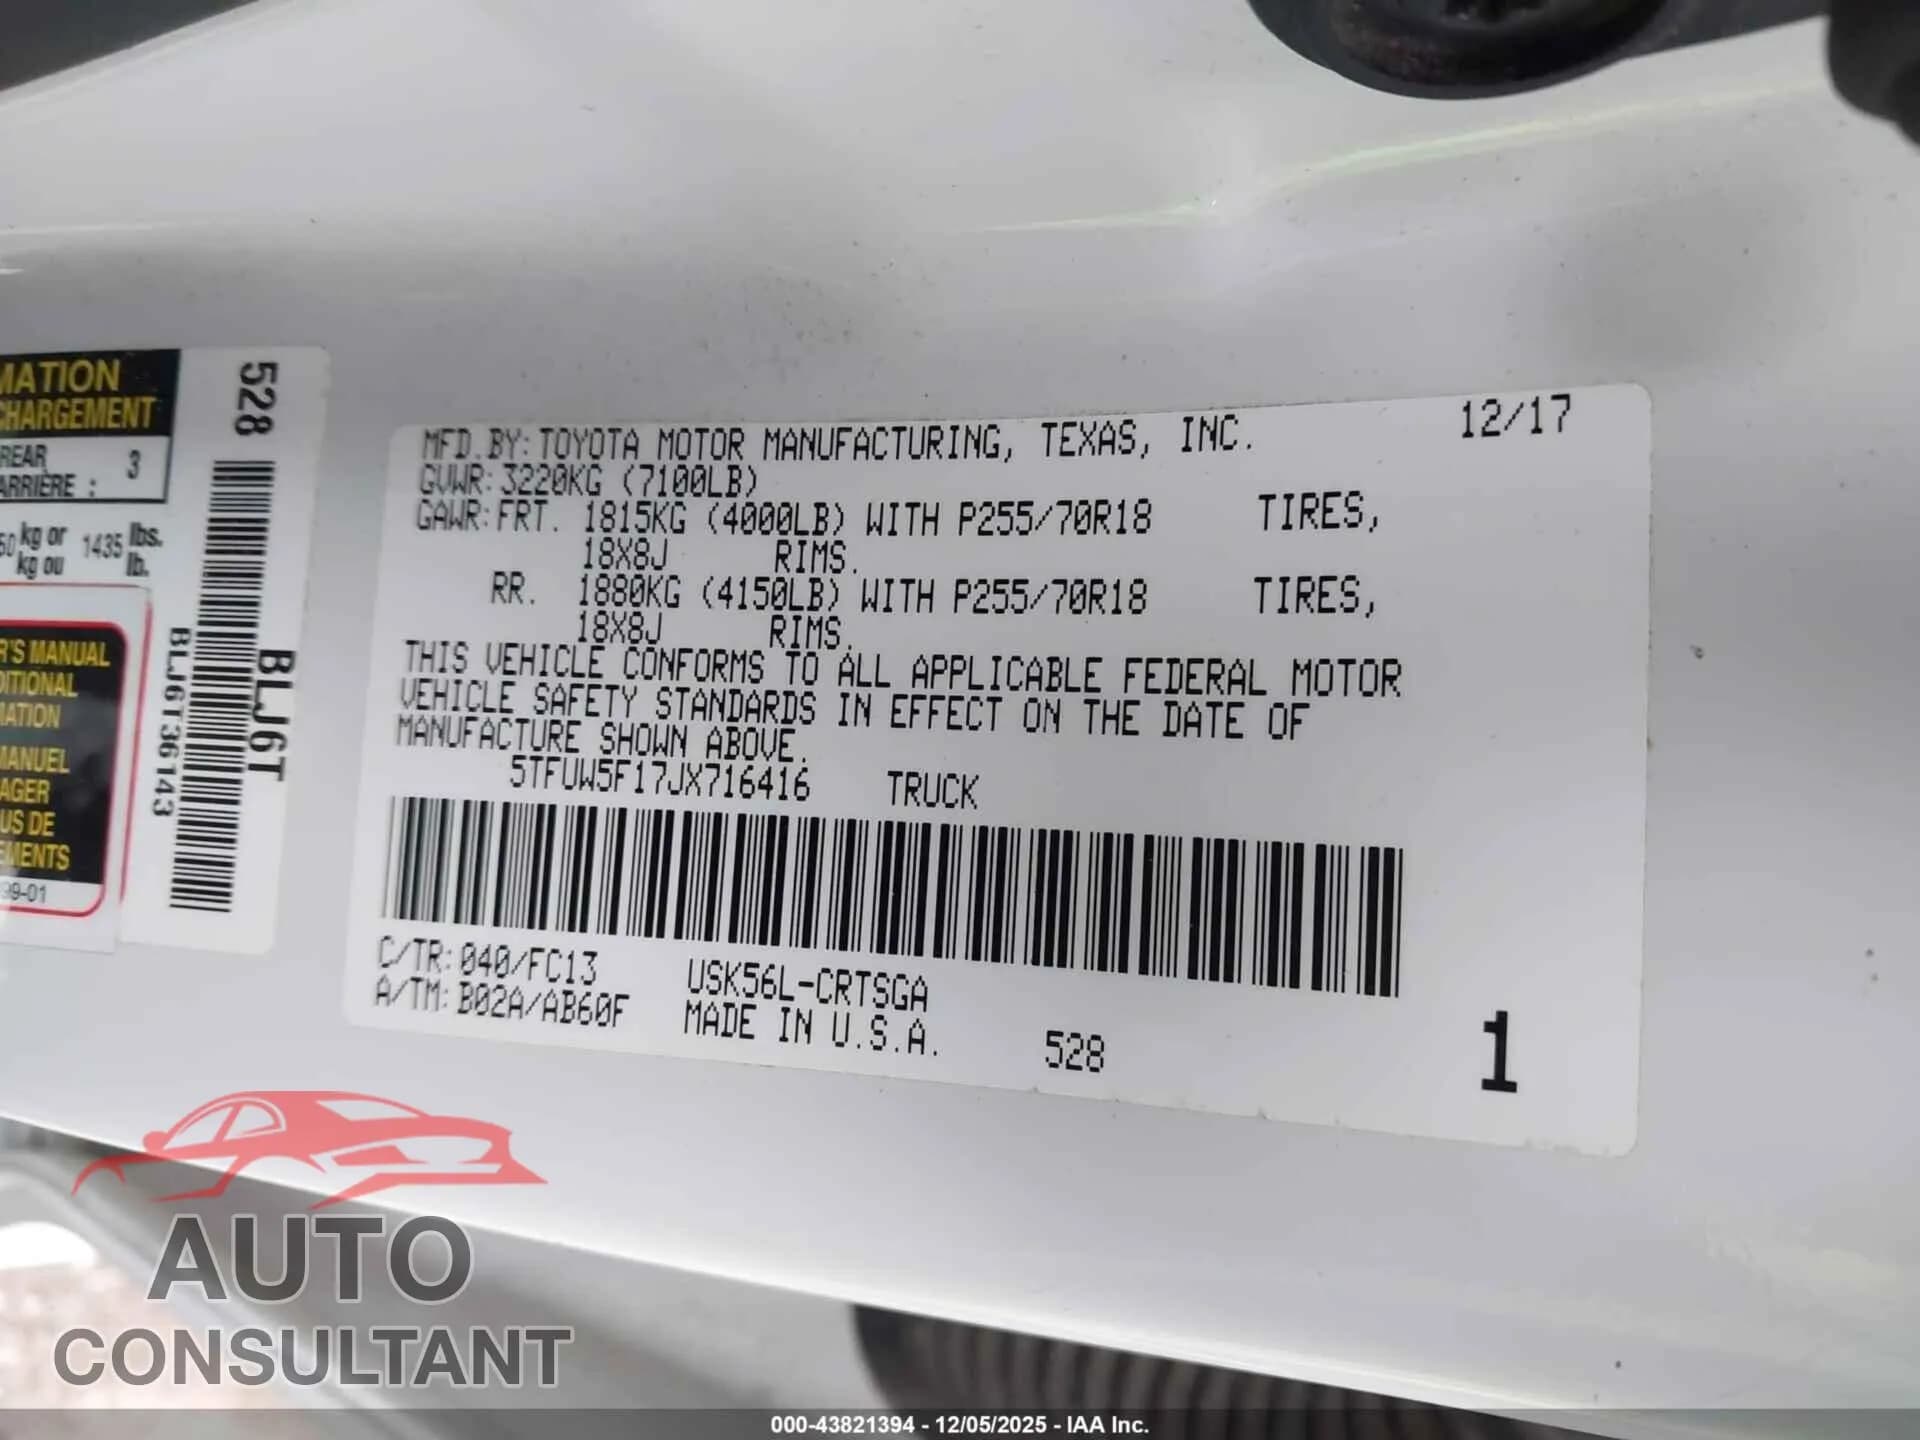 MATION
CHARGEMENT
REAR
ARRIÈRE : 3
kg or 1435 lbs.
kg ou lb.
R'S MANUAL
DITIONAL
MATION
MANUEL
AGER
US DE
EMENTS
99-01
528
BLJ6T
BLJ6T36143
MFD.BY:TOYOTA MOTOR MANUFACTURING, TEXAS, INC. 12/17
GVWR:3220KG (7100LB)
GAWR:FRT. 1815KG (4000LB) WITH P255/70R18 TIRES,
18X8J RIMS.
RR. 1880KG (4150LB) WITH P255/70R18 TIRES,
18X8J RIMS.
THIS VEHICLE CONFORMS TO ALL APPLICABLE FEDERAL MOTOR
VEHICLE SAFETY STANDARDS IN EFFECT ON THE DATE OF
MANUFACTURE SHOWN ABOVE.
5TFUW5F17JX716416 TRUCK
C/TR:040/FC13 USK56L-CRTSGA
A/TM:B02A/AB60F MADE IN U.S.A. 528
1
AUTO
CONSULTANT
000-43821394 - 12/05/2025 - IAA Inc.